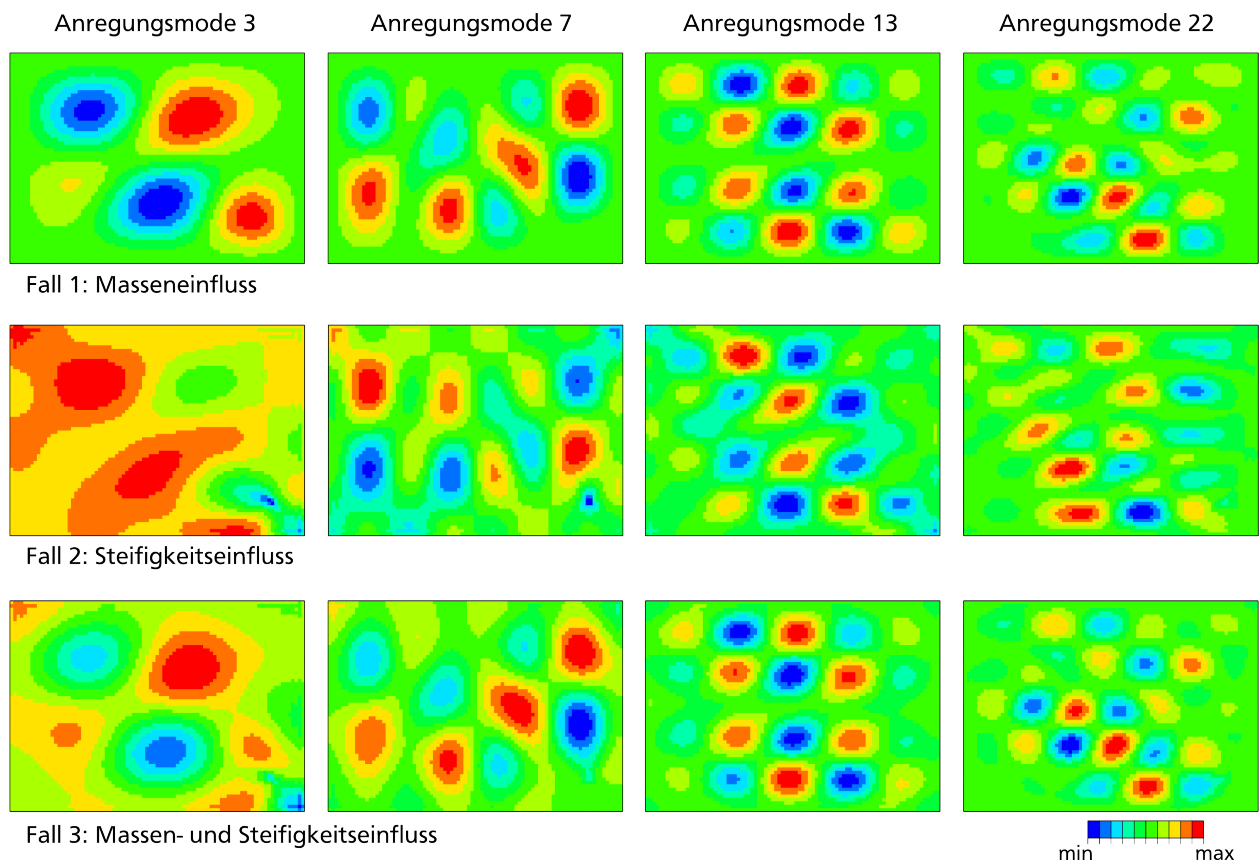 Anregungsmode 3 Anregungsmode 7 Anregungsmode 13 Anregungsmode 22
Fall 1: Masseneinfluss
Fall 2: Steifigkeitseinfluss
Fall 3: Massen- und Steifigkeitseinfluss
min max